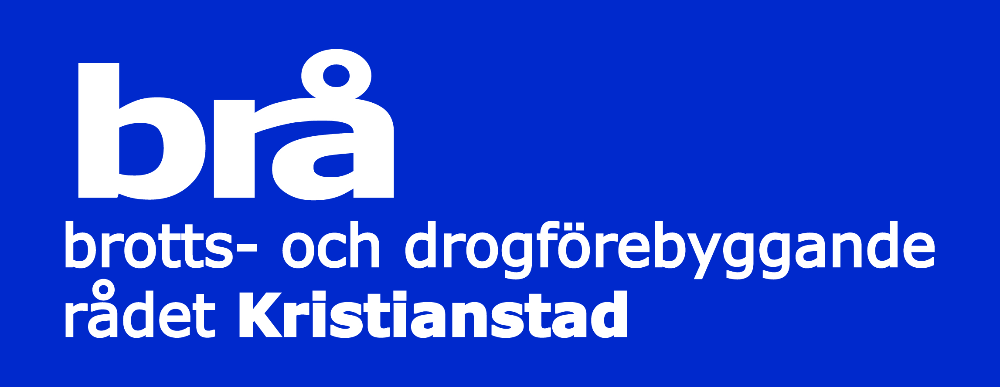 brå
brotts- och drogförebyggande
rådet Kristianstad